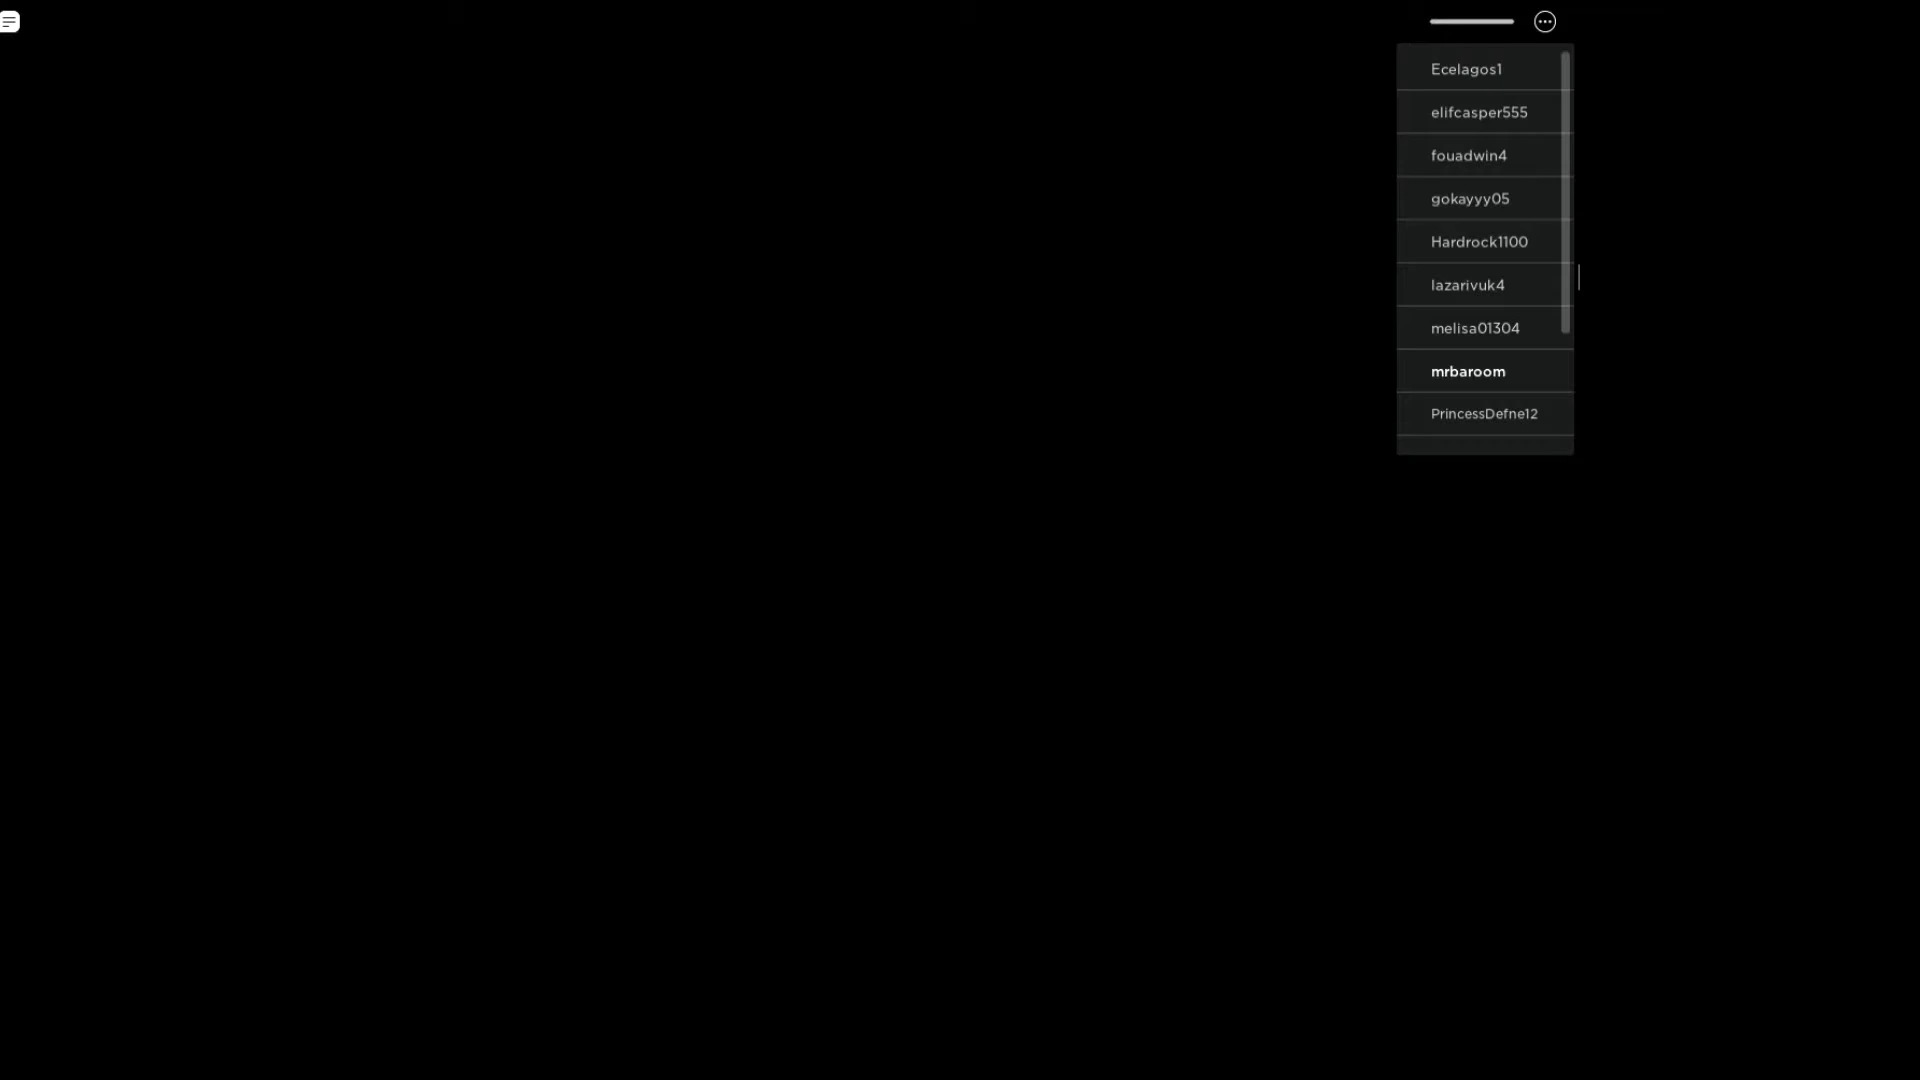 Ecelagos1
elifcasper555
fouadwin4
gokayyy05
Hardrock1100
lazarivuk4
melisa01304
mrbaroom
PrincessDefne12